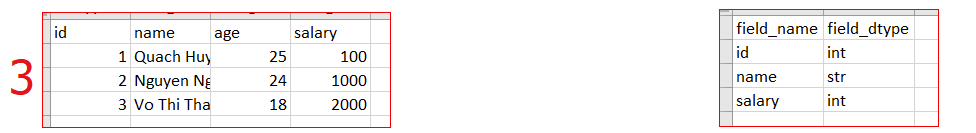 id name age salary
1 Quach Huy 25 100
2 Nguyen Ng 24 1000
3 Vo Thi Tha 18 2000
3
field_name field_dtype
id int
name str
salary int